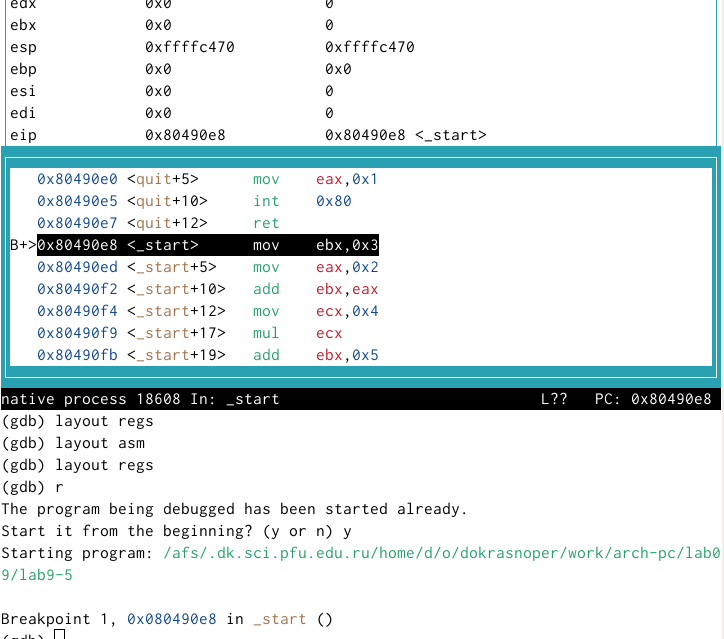 edx 0x0 0
ebx 0x0 0
esp 0xffffc470 0xffffc470
ebp 0x0 0x0
esi 0x0 0
edi 0x0 0
eip 0x80490e8 0x80490e8 <_start>
0x80490e0 <quit+5> mov eax,0x1
0x80490e5 <quit+10> int 0x80
0x80490e7 <quit+12> ret
B+>0x80490e8 <_start> mov ebx,0x3
0x80490ed <_start+5> mov eax,0x2
0x80490f2 <_start+10> add ebx,eax
0x80490f4 <_start+12> mov ecx,0x4
0x80490f9 <_start+17> mul ecx
0x80490fb <_start+19> add ebx,0x5
native process 18608 In: _start L?? PC: 0x80490e8
(gdb) layout regs
(gdb) layout asm
(gdb) layout regs
(gdb) r
The program being debugged has been started already.
Start it from the beginning? (y or n) y
Starting program: /afs/.dk.sci.pfu.edu.ru/home/d/o/dokrasnoper/work/arch-pc/lab0
9/lab9-5
Breakpoint 1, 0x080490e8 in _start ()
(gdb)